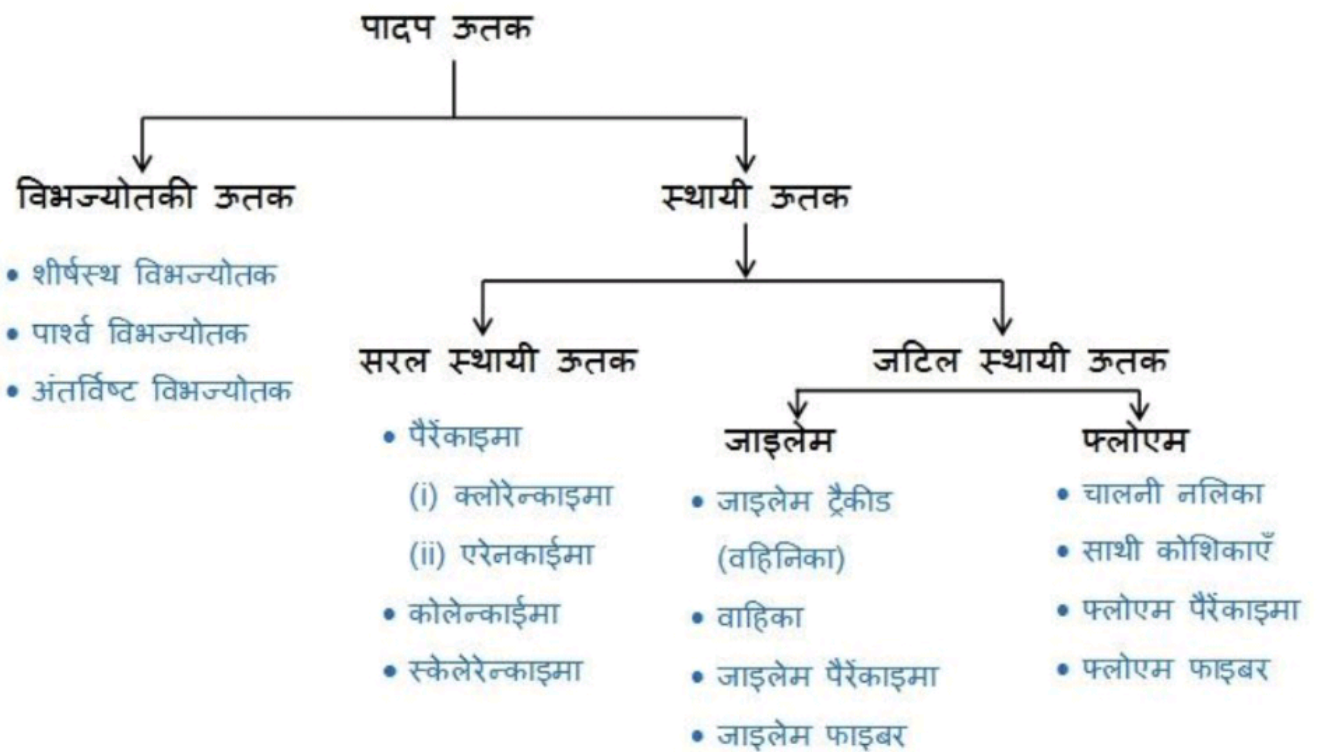 पादप ऊतक
विभज्योतकी ऊतक
• शीर्षस्थ विभज्योतक
• पार्श्व विभज्योतक
• अंतर्विष्ट विभज्योतक
स्थायी ऊतक
सरल स्थायी ऊतक
• पैरेंकाइमा
(i) क्लोरेन्काइमा
(ii) एरेनकाईमा
• कोलेन्काईमा
• स्केलेरेन्काइमा
जटिल स्थायी ऊतक
जाइलेम
• जाइलेम ट्रैकीड
(वहिनिका)
• वाहिका
• जाइलेम पैरेंकाइमा
• जाइलेम फाइबर
फ्लोएम
• चालनी नलिका
• साथी कोशिकाएँ
• फ्लोएम पैरेंकाइमा
• फ्लोएम फाइबर